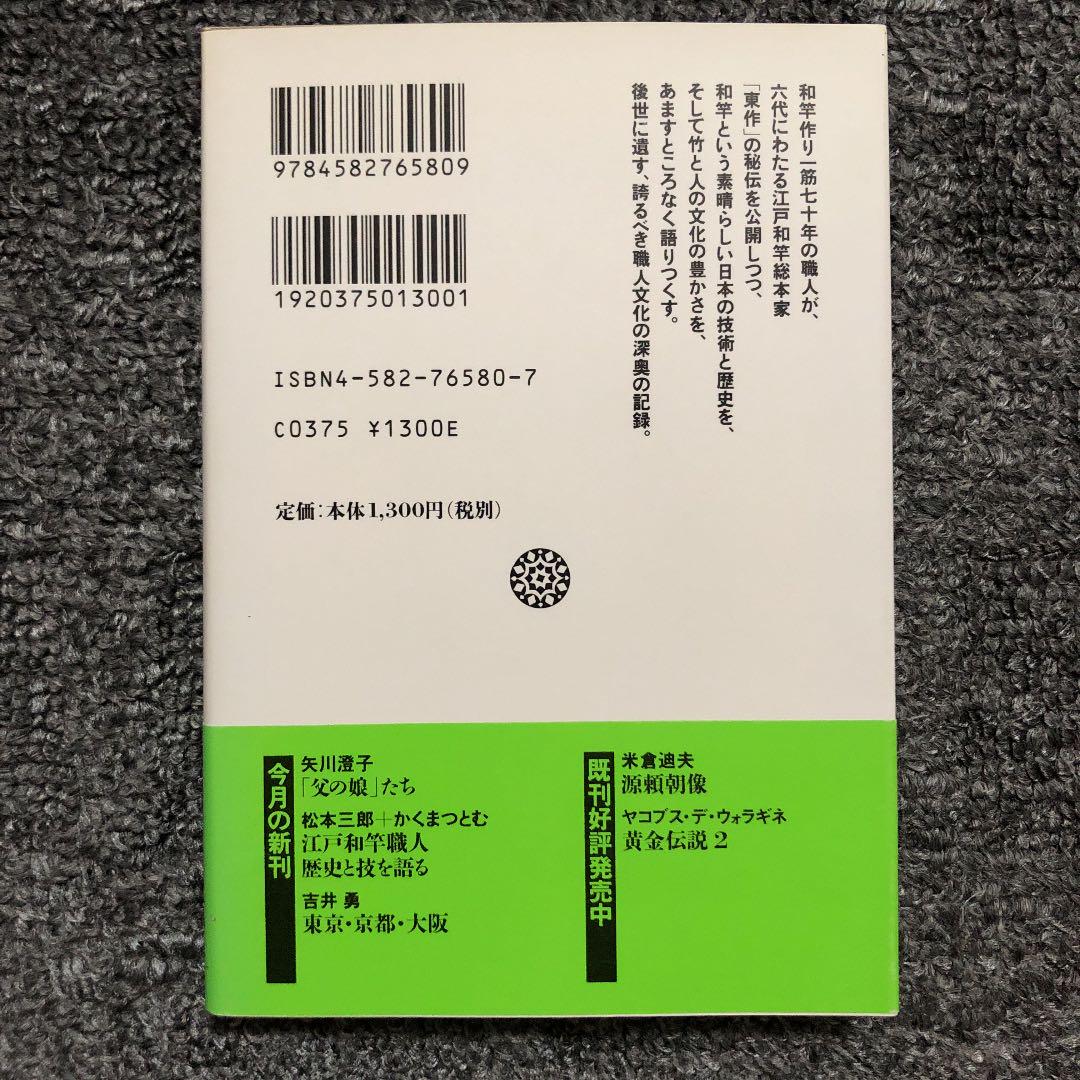 和竿作り一筋七十年の職人が、
六代にわたる江戸和竿総本家
「東作」の秘伝を公開しつつ、
和竿という素晴らしい日本の技術と歴史を、
そして竹と人の文化の豊かさを、
あますところなく語りつくす。
後世に遺す、誇るべき職人文化の深奥の記録。
9784582765809
1920375013001
ISBN4-582-76580-7
C0375 ¥1300E
定価：本体1,300円（税別）
今月の新刊
矢川澄子
「父の娘」たち
松本三郎＋かくまつとむ
江戸和竿職人
歴史と技を語る
吉井 勇
東京・京都・大阪
既刊好評発売中
米倉迪夫
源頼朝像
ヤコブス・デ・ウォラギネ
黄金伝説 2